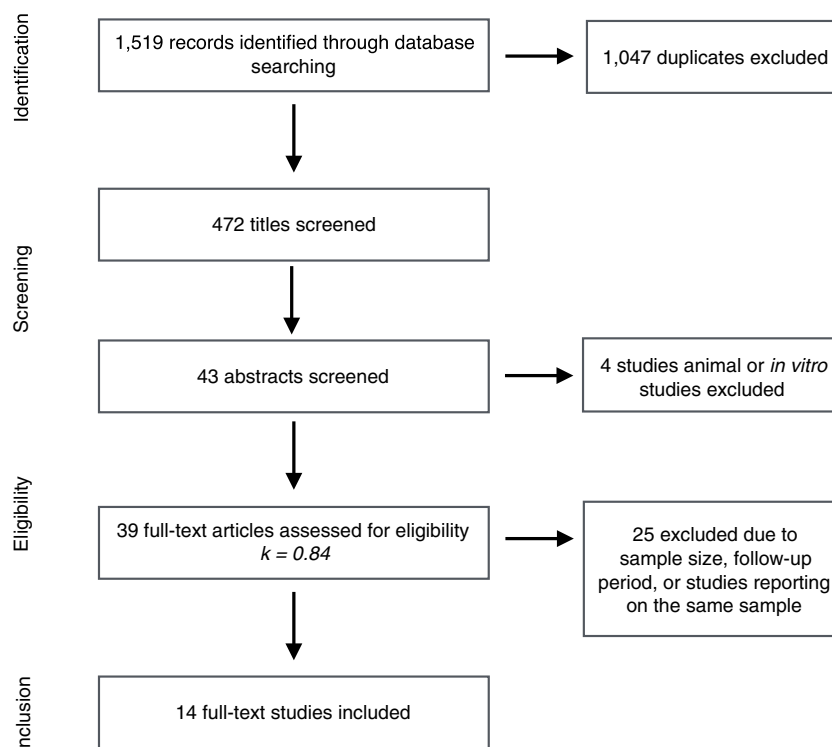 Identification
1,519 records identified through database
searching
1,047 duplicates excluded
Screening
472 titles screened
43 abstracts screened
4 studies animal or in vitro
studies excluded
Eligibility
39 full-text articles assessed for eligibility
k = 0.84
25 excluded due to
sample size, follow-up
period, or studies reporting
on the same sample
nclusion
14 full-text studies included